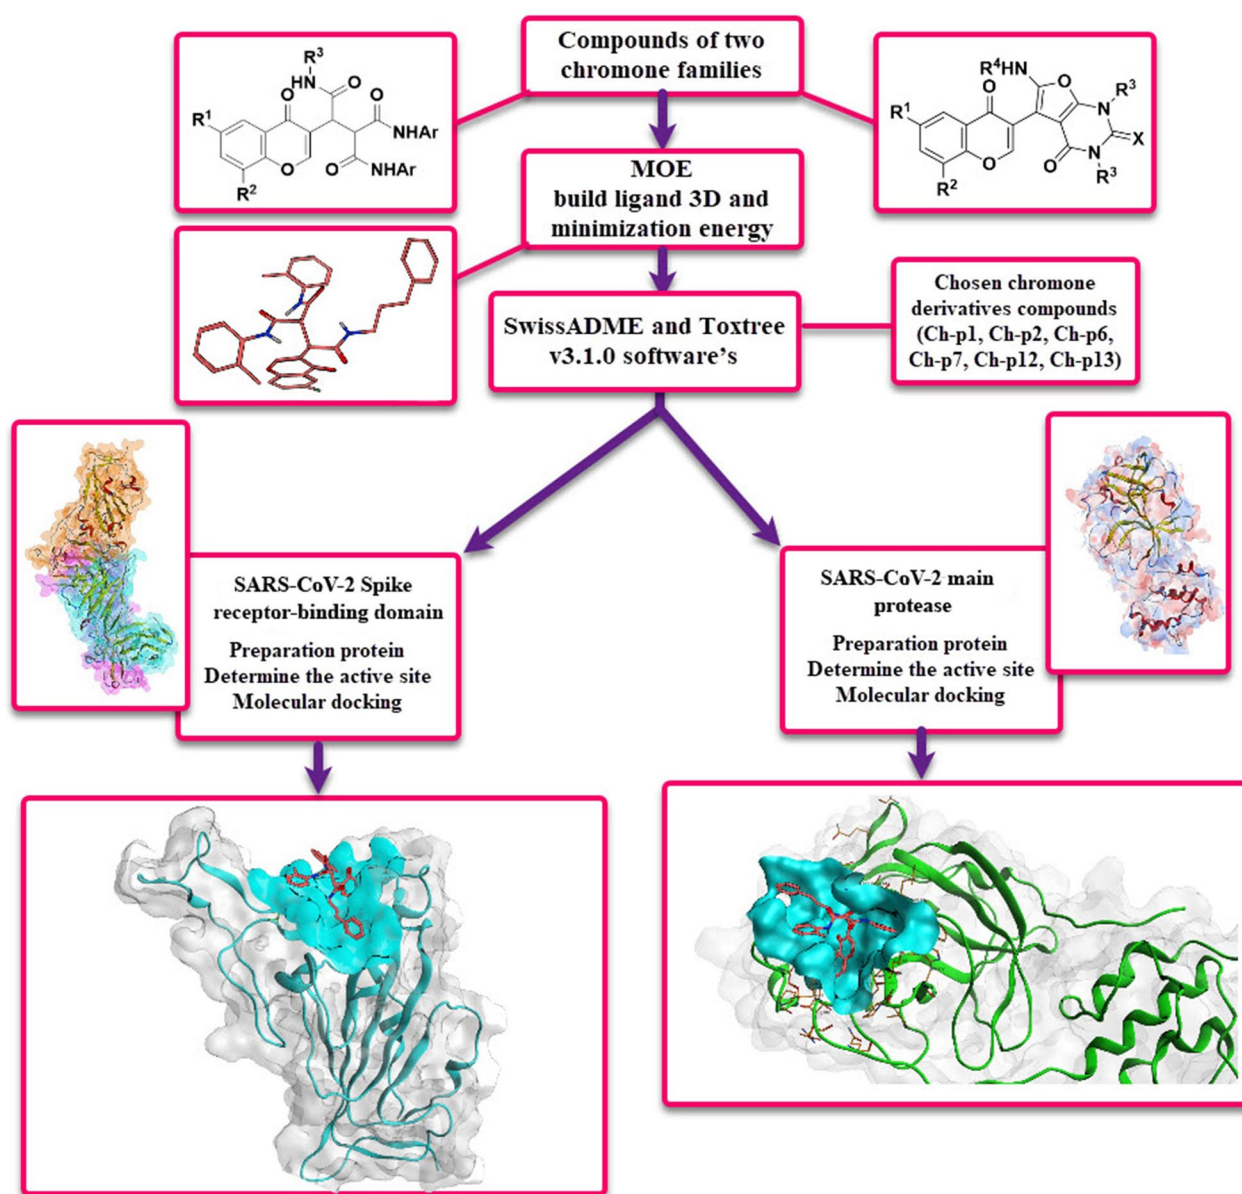 Compounds of two
chromone families
R³
HN
O
O
O
R¹
NHAr
O
O
NHAr
R²
R⁴HN
O
O
R³
R¹
N
X
O
O
N
R²
R³
MOE
build ligand 3D and
minimization energy
SwissADME and Toxtree
v3.1.0 software's
Chosen chromone
derivatives compounds
(Ch-p1, Ch-p2, Ch-p6,
Ch-p7, Ch-p12, Ch-p13)
SARS-CoV-2 Spike
receptor-binding domain
Preparation protein
Determine the active site
Molecular docking
SARS-CoV-2 main
protease
Preparation protein
Determine the active site
Molecular docking